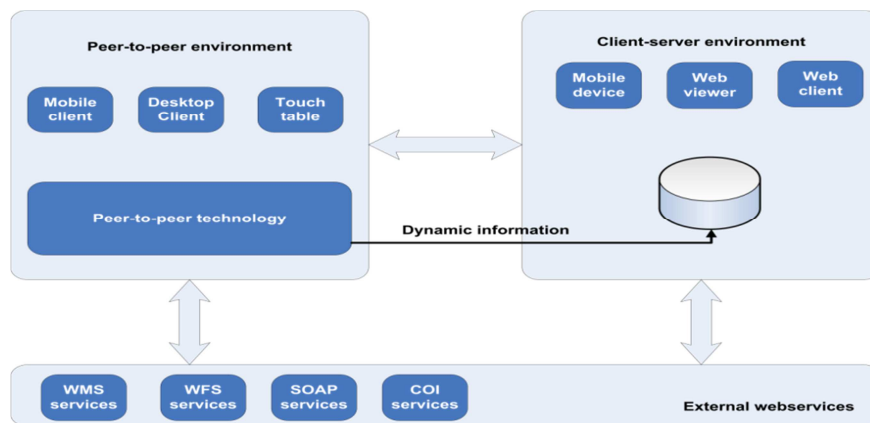 Peer-to-peer environment
Mobile
client
Desktop
Client
Touch
table
Peer-to-peer technology
Client-server environment
Mobile
device
Web
viewer
Web
client
Dynamic information
WMS
services
WFS
services
SOAP
services
COI
services
External webservices